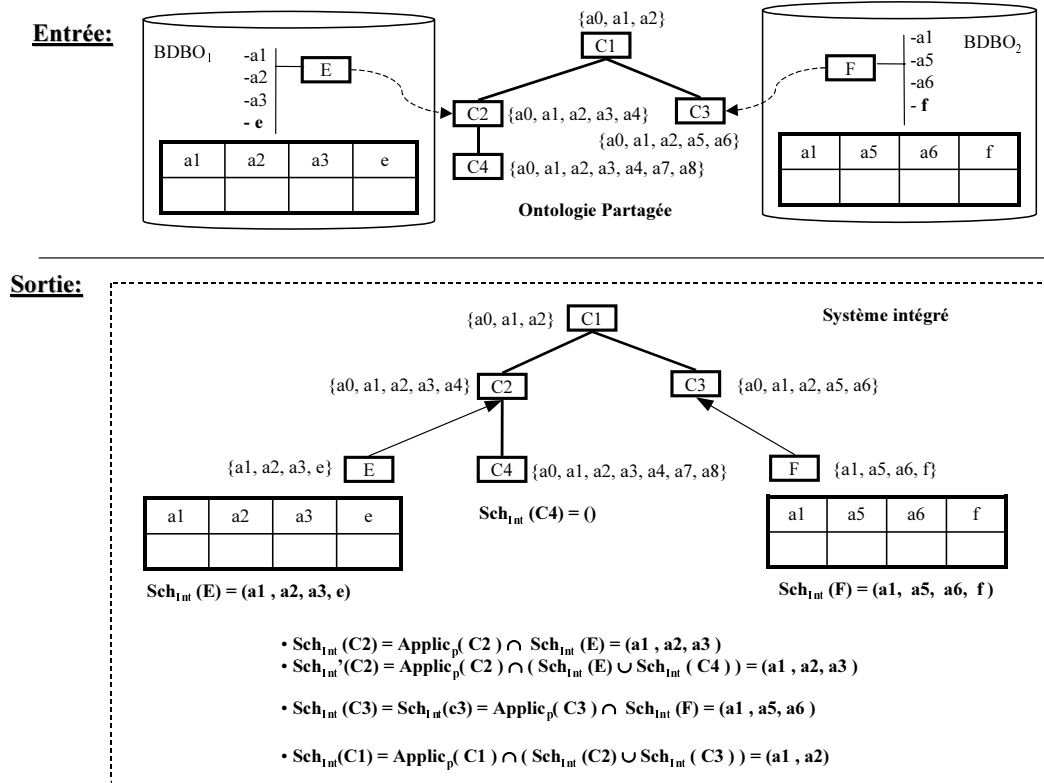 Entrée:
{a0, a1, a2}
BDBO1
-a1
-a2
-a3
- e
E
C1
F
-a1
-a5
-a6
- f
BDBO2
C2
{a0, a1, a2, a3, a4}
C3
{a0, a1, a2, a5, a6}
C4
{a0, a1, a2, a3, a4, a7, a8}
a1 a2 a3 e
a1 a5 a6 f
Ontologie Partagée
Sortie:
Système intégré
{a0, a1, a2} C1
{a0, a1, a2, a3, a4} C2 C3 {a0, a1, a2, a5, a6}
{a1, a2, a3, e} E C4 {a0, a1, a2, a3, a4, a7, a8} F {a1, a5, a6, f}
a1 a2 a3 e
SchInt (C4) = ()
a1 a5 a6 f
SchInt (E) = (a1 , a2, a3, e)
SchInt (F) = (a1, a5, a6, f )
• SchInt (C2) = Applicp( C2 ) ∩ SchInt (E) = (a1 , a2, a3 )
• SchInt’(C2) = Applicp( C2 ) ∩ ( SchInt (E) ∪ SchInt ( C4 ) ) = (a1 , a2, a3 )
• SchInt (C3) = SchInt(c3) = Applicp( C3 ) ∩ SchInt (F) = (a1 , a5, a6 )
• SchInt(C1) = Applicp( C1 ) ∩ ( SchInt (C2) ∪ SchInt ( C3 ) ) = (a1 , a2)